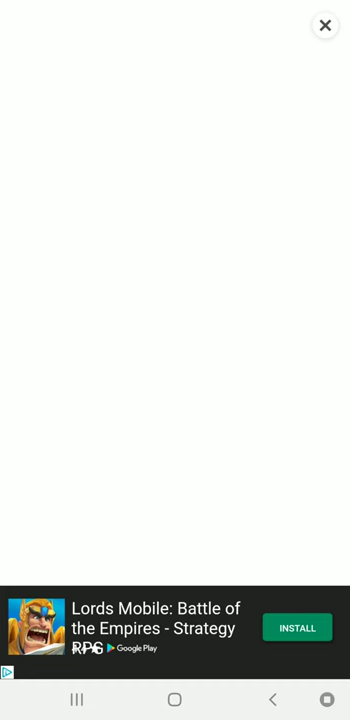 Lords Mobile: Battle of
the Empires - Strategy
RPG
Google Play
INSTALL